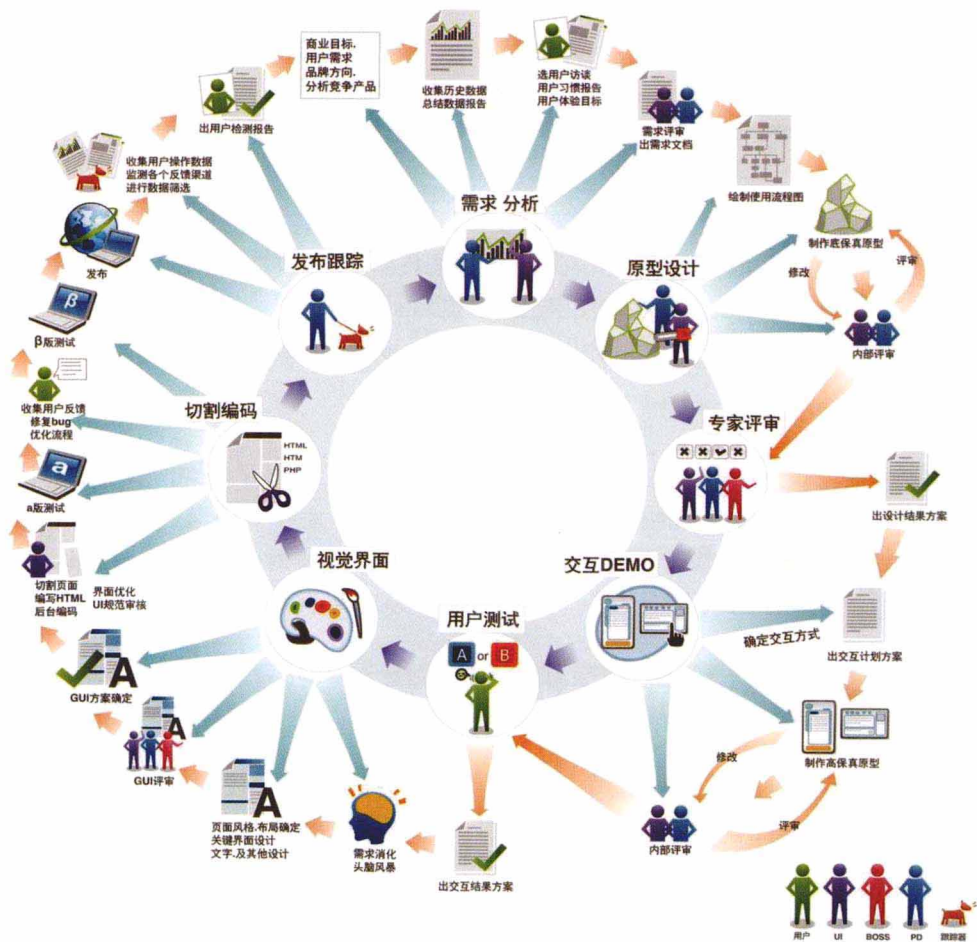 商业目标.
用户需求
品牌方向.
分析竞争产品
收集历史数据
总结数据报告
选用户访谈
用户习惯报告
用户体验目标
需求评审
出需求文档
绘制使用流程图
制作底保真原型
修改
评审
内部评审
出用户检测报告
收集用户操作数据
监测各个反馈渠道
进行数据筛选
发布
β
β版测试
收集用户反馈
修复bug
优化流程
a
a版测试
切割页面
编写HTML
后台编码
界面优化
UI规范审核
需求 分析
原型设计
专家评审
交互DEMO
用户测试
A or B
视觉界面
切割编码
HTML
HTM
PHP
发布跟踪
出设计结果方案
确定交互方式
出交互计划方案
制作高保真原型
修改
评审
内部评审
出交互结果方案
需求消化
头脑风暴
A
页面风格.布局确定
关键界面设计
文字.及其他设计
A
GUI评审
A
GUI方案确定
用户
UI
BOSS
PD
跟踪器